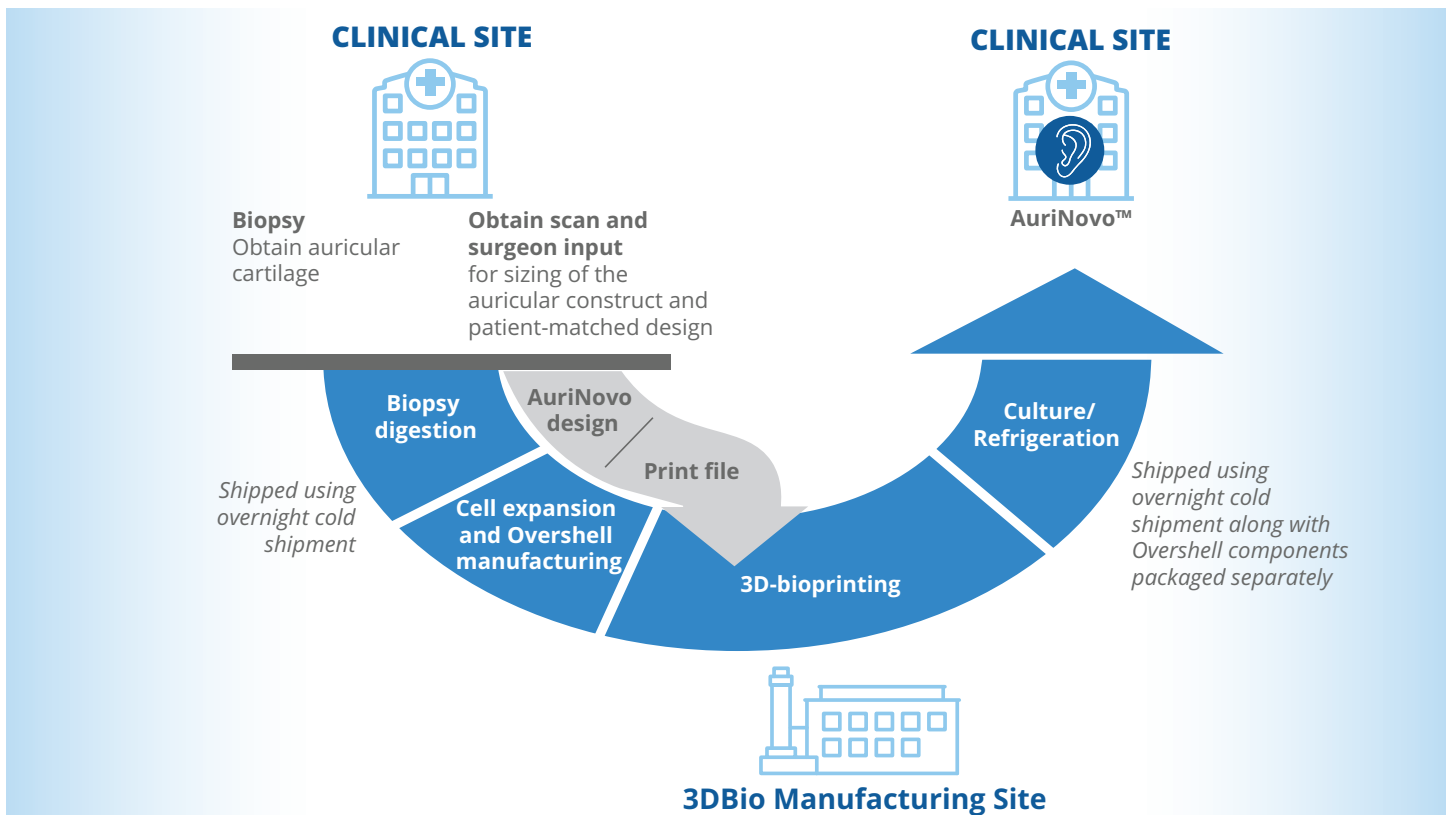 CLINICAL SITE
Biopsy
Obtain auricular
cartilage
Obtain scan and
surgeon input
for sizing of the
auricular construct and
patient-matched design
Biopsy
digestion
AuriNovo
design
Print file
Shipped using
overnight cold
shipment
Cell expansion
and Overshell
manufacturing
3D-bioprinting
3DBio Manufacturing Site
Culture/
Refrigeration
Shipped using
overnight cold
shipment along with
Overshell components
packaged separately
CLINICAL SITE
AuriNovo™